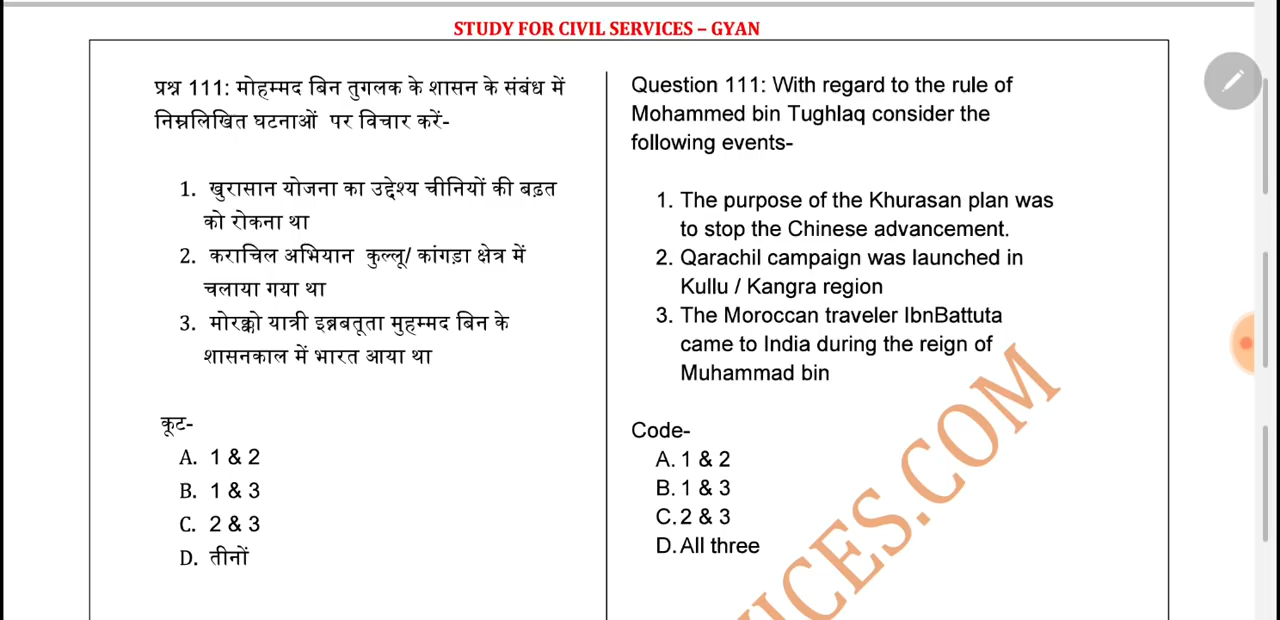 STUDY FOR CIVIL SERVICES – GYAN
प्रश्न 111: मोहम्मद बिन तुगलक के शासन के संबंध में
निम्नलिखित घटनाओं पर विचार करें-
1. खुरासान योजना का उद्देश्य चीनियों की बढ़त
को रोकना था
2. कराचिल अभियान कुल्लू/ कांगड़ा क्षेत्र में
चलाया गया था
3. मोरक्को यात्री इब्नबतूता मुहम्मद बिन के
शासनकाल में भारत आया था
कूट-
A. 1 & 2
B. 1 & 3
C. 2 & 3
D. तीनों
Question 111: With regard to the rule of
Mohammed bin Tughlaq consider the
following events-
1. The purpose of the Khurasan plan was
to stop the Chinese advancement.
2. Qarachil campaign was launched in
Kullu / Kangra region
3. The Moroccan traveler IbnBattuta
came to India during the reign of
Muhammad bin
Code-
A. 1 & 2
B. 1 & 3
C. 2 & 3
D. All three
VICES.COM